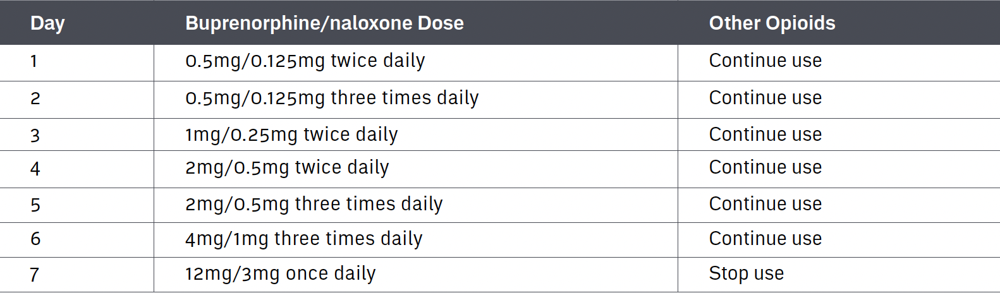 Day Buprenorphine/naloxone Dose Other Opioids
1 0.5mg/0.125mg twice daily Continue use
2 0.5mg/0.125mg three times daily Continue use
3 1mg/0.25mg twice daily Continue use
4 2mg/0.5mg twice daily Continue use
5 2mg/0.5mg three times daily Continue use
6 4mg/1mg three times daily Continue use
7 12mg/3mg once daily Stop use